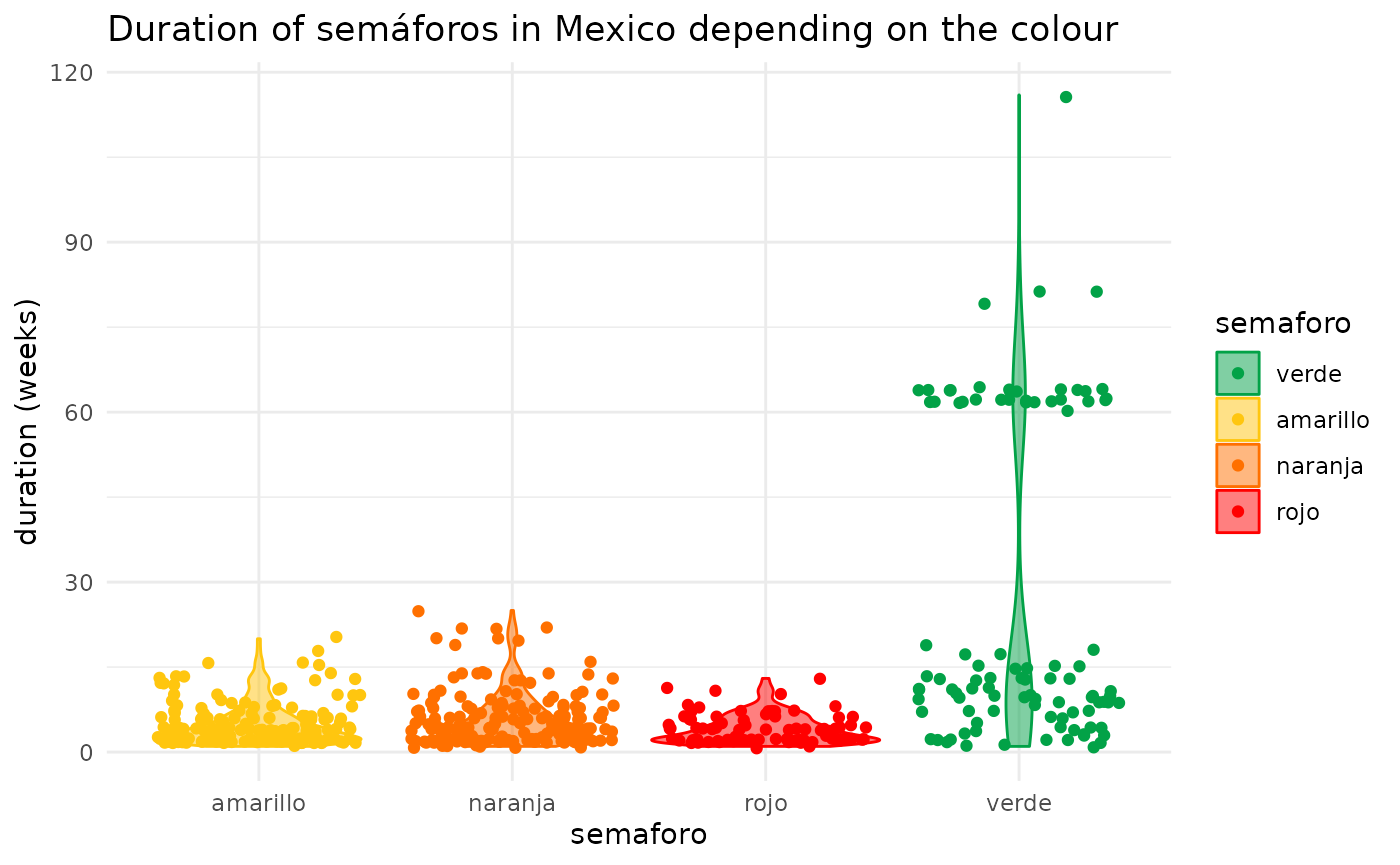 Duration of semáforos in Mexico depending on the colour
120
90
60
30
0
duration (weeks)
amarillo
naranja
rojo
verde
semaforo
semaforo
verde
amarillo
naranja
rojo